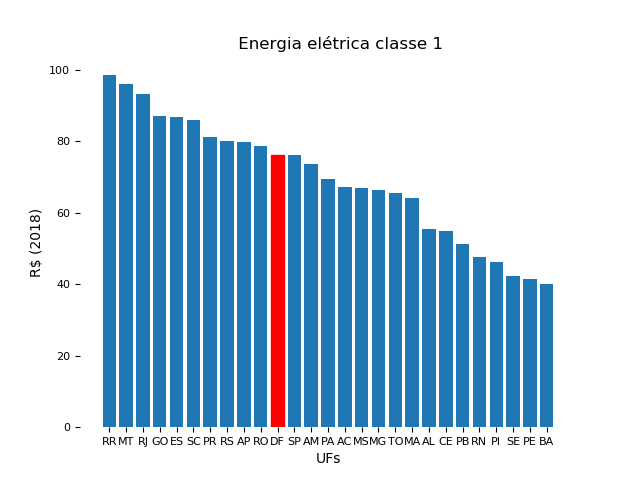 Energia elétrica classe 1
R$ (2018)
100
80
60
40
20
0
RR MT RJ GO ES SC PR RS AP RO DF SP AM PA AC MS MG TO MA AL CE PB RN PI SE PE BA
UFs